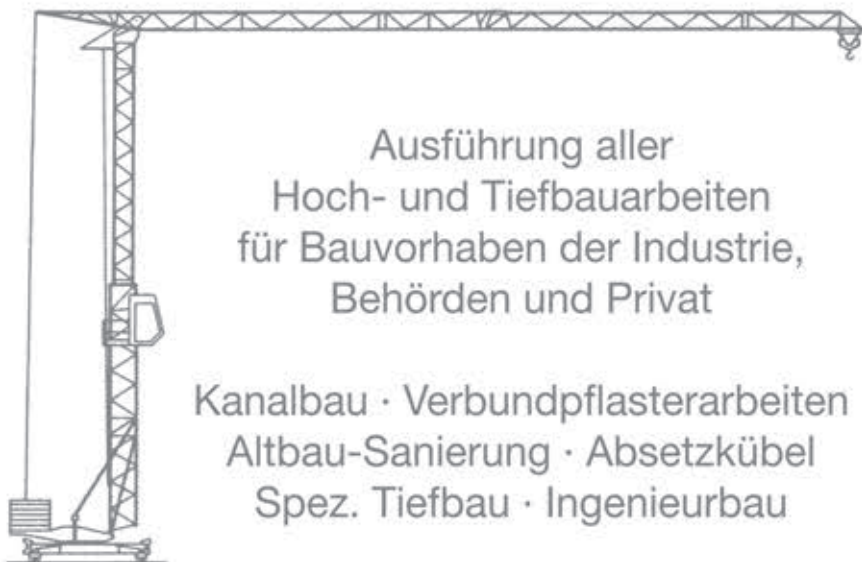 Ausführung aller
Hoch- und Tiefbauarbeiten
für Bauvorhaben der Industrie,
Behörden und Privat
Kanalbau · Verbundpflasterarbeiten
Altbau-Sanierung · Absetzkübel
Spez. Tiefbau · Ingenieurbau